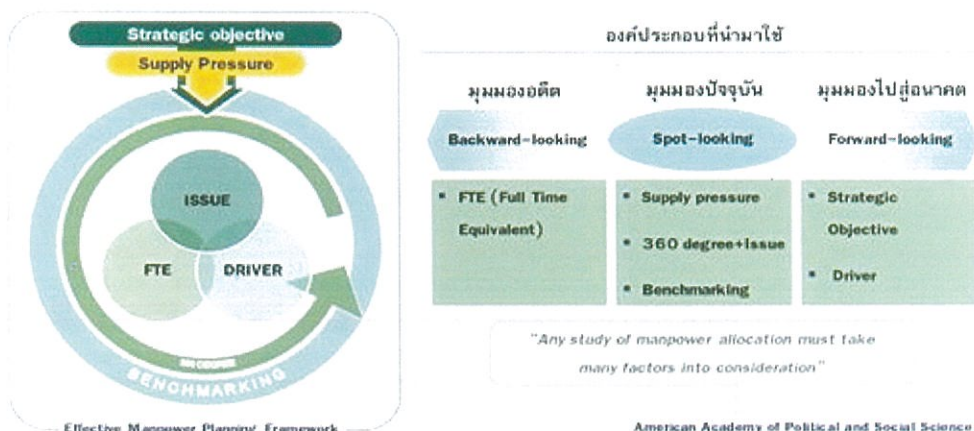 Strategic objective
Supply Pressure
ISSUE
FTE
DRIVER
BENCHMARKING
Effective Manpower Planning Framework
องค์ประกอบที่นำมาใช้
มุมมองอดีต
มุมมองปัจจุบัน
มุมมองไปสู่อนาคต
Backward-looking
Spot-looking
Forward-looking
▪ FTE (Full Time
Equivalent)
▪ Supply pressure
▪ 360 degree+Issue
▪ Benchmarking
▪ Strategic
Objective
▪ Driver
"Any study of manpower allocation must take
many factors into consideration"
American Academy of Political and Social Science